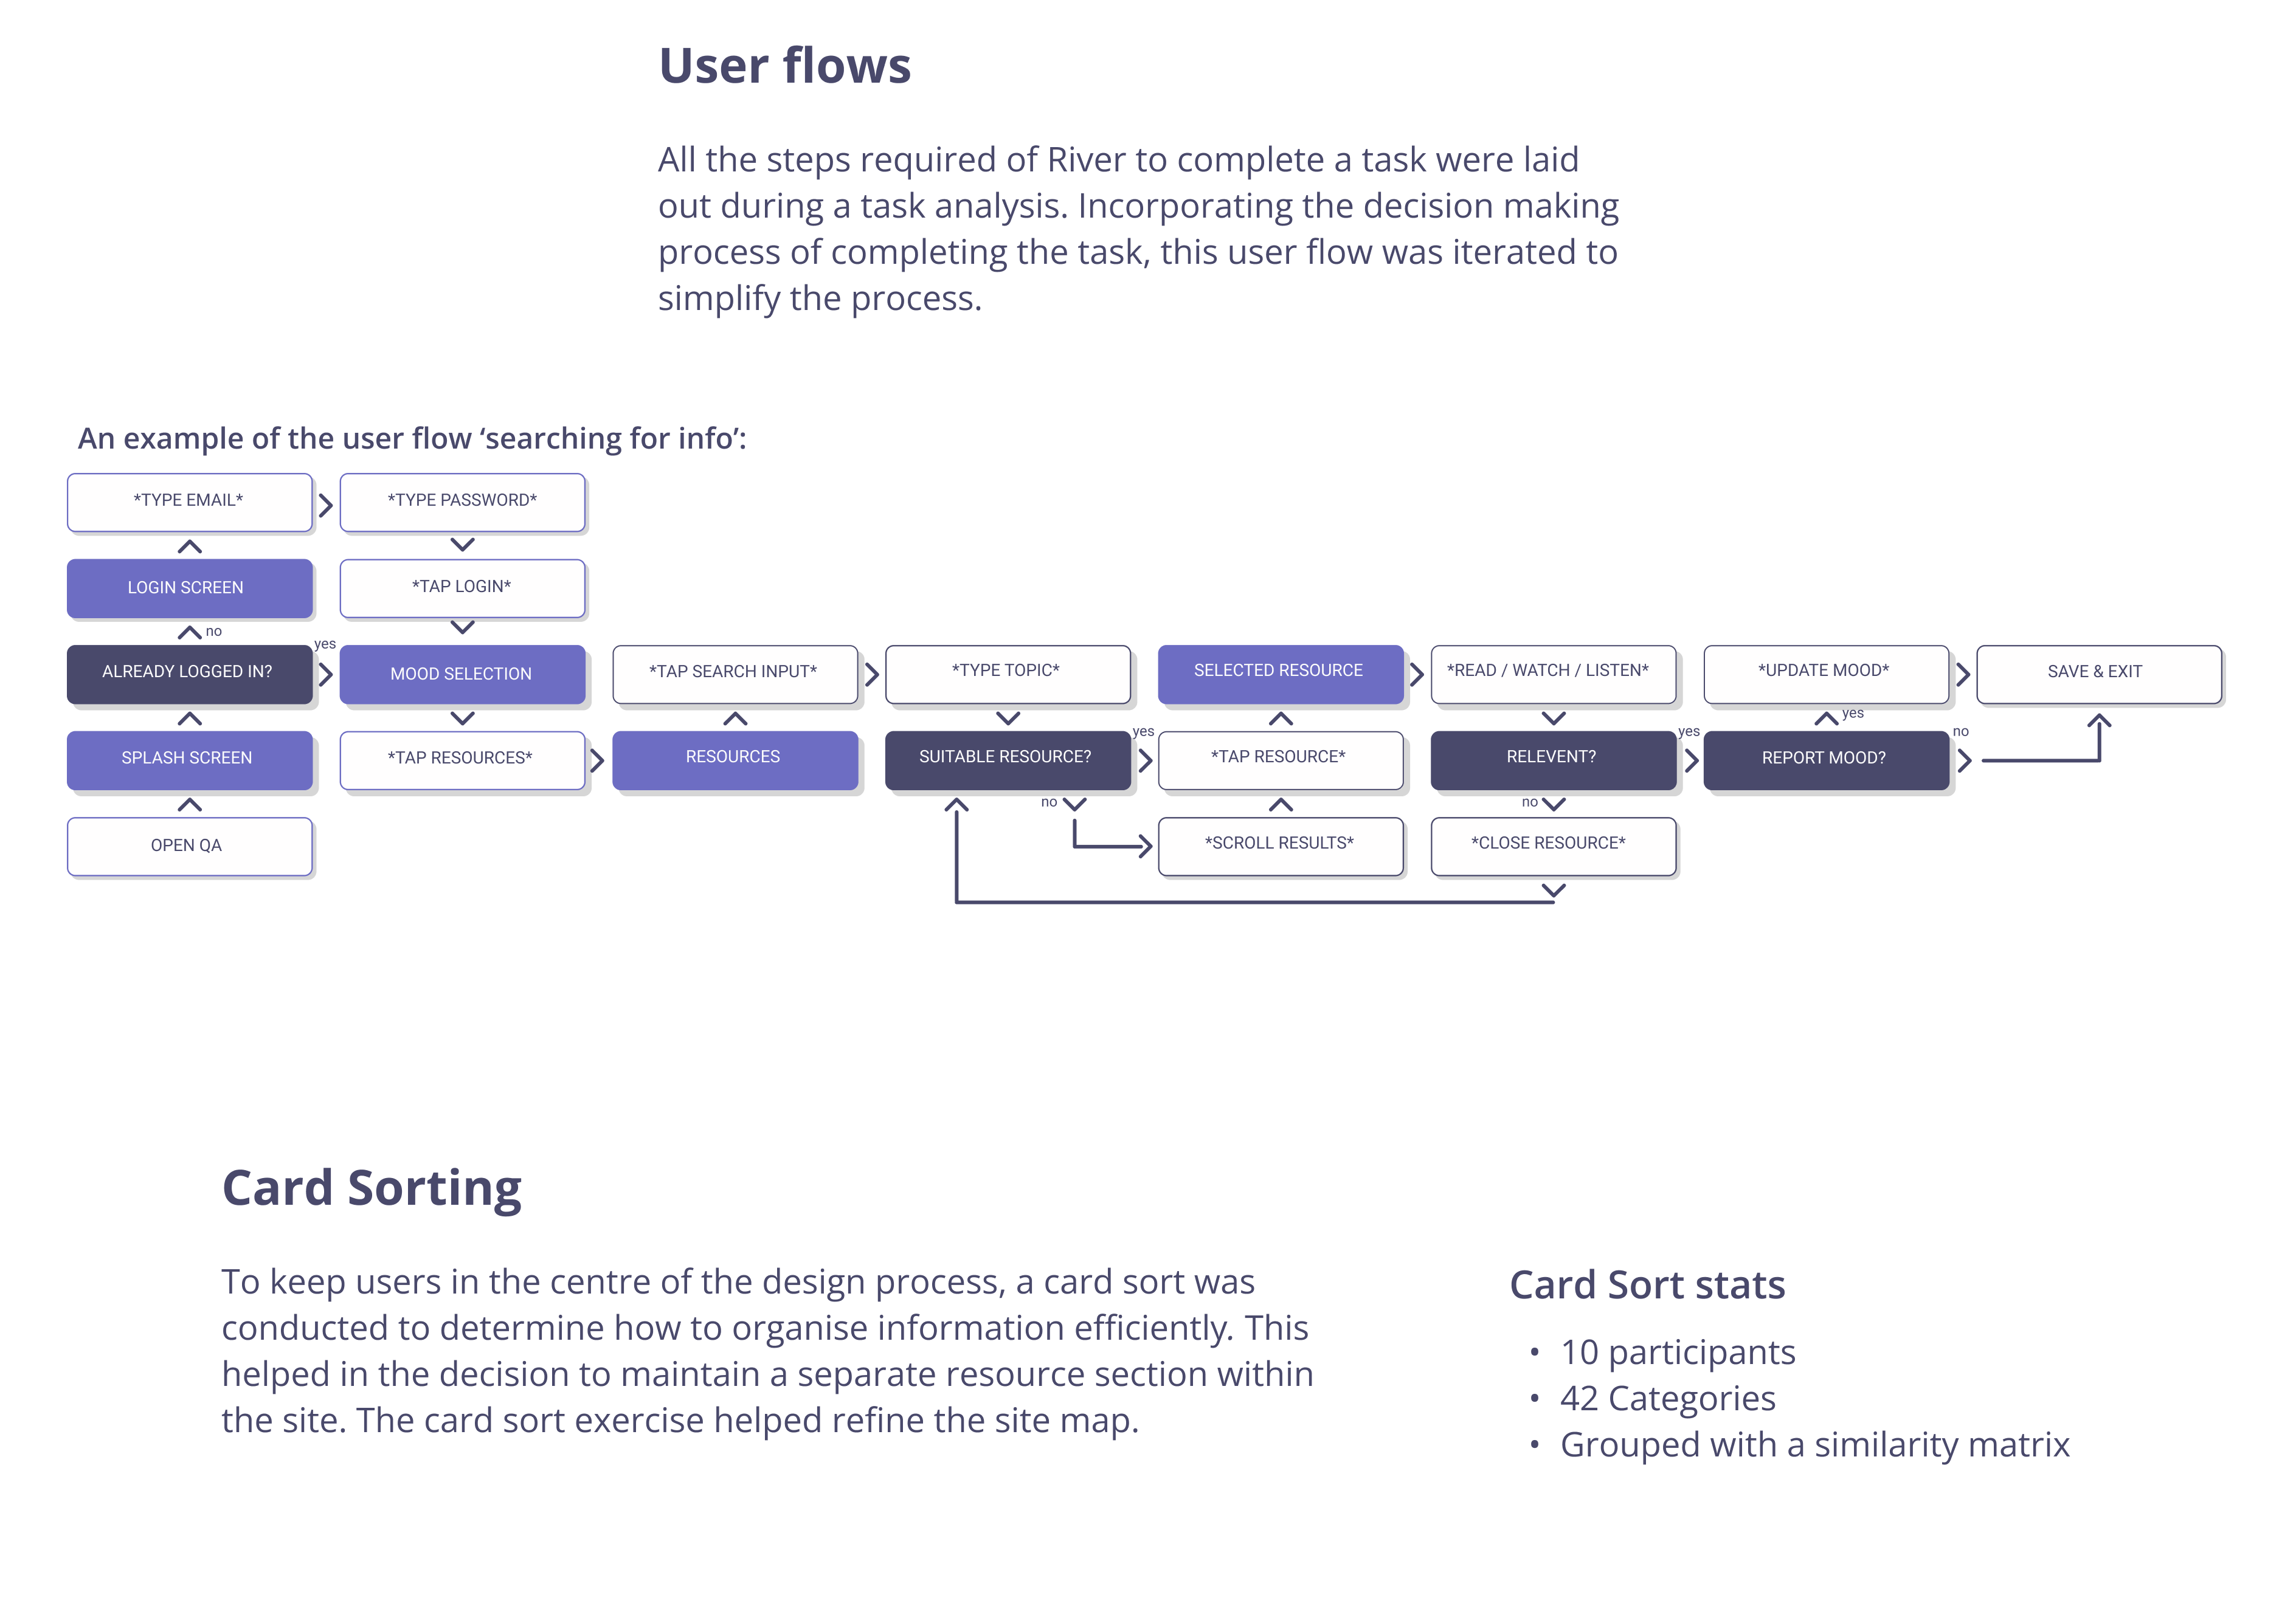 User flows
All the steps required of River to complete a task were laid
out during a task analysis. Incorporating the decision making
process of completing the task, this user flow was iterated to
simplify the process.
An example of the user flow ‘searching for info’:
*TYPE EMAIL*
*TYPE PASSWORD*
LOGIN SCREEN
*TAP LOGIN*
no
yes
ALREADY LOGGED IN?
MOOD SELECTION
*TAP SEARCH INPUT*
*TYPE TOPIC*
SELECTED RESOURCE
*READ / WATCH / LISTEN*
*UPDATE MOOD*
SAVE & EXIT
yes
yes
yes
no
SPLASH SCREEN
*TAP RESOURCES*
RESOURCES
SUITABLE RESOURCE?
*TAP RESOURCE*
RELEVENT?
REPORT MOOD?
no
no
OPEN QA
*SCROLL RESULTS*
*CLOSE RESOURCE*
Card Sorting
To keep users in the centre of the design process, a card sort was
conducted to determine how to organise information efficiently. This
helped in the decision to maintain a separate resource section within
the site. The card sort exercise helped refine the site map.
Card Sort stats
• 10 participants
• 42 Categories
• Grouped with a similarity matrix